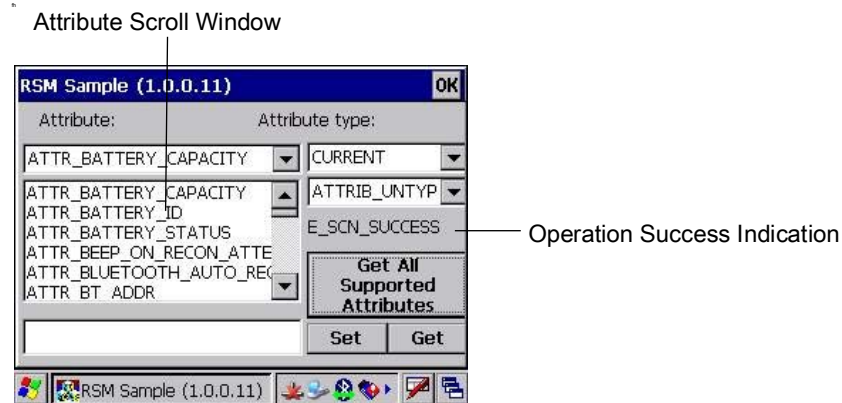 Attribute Scroll Window
RSM Sample (1.0.0.11) OK
Attribute: Attribute type:
ATTR_BATTERY_CAPACITY CURRENT
ATTR_BATTERY_CAPACITY ATTRIB_UNTYP
ATTR_BATTERY_ID
ATTR_BATTERY_STATUS E_SCN_SUCCESS Operation Success Indication
ATTR_BEEP_ON_RECON_ATTE
ATTR_BLUETOOTH_AUTO_REC
ATTR_BT_ADDR
Get All
Supported
Attributes
Set Get
RSM Sample (1.0.0.11)